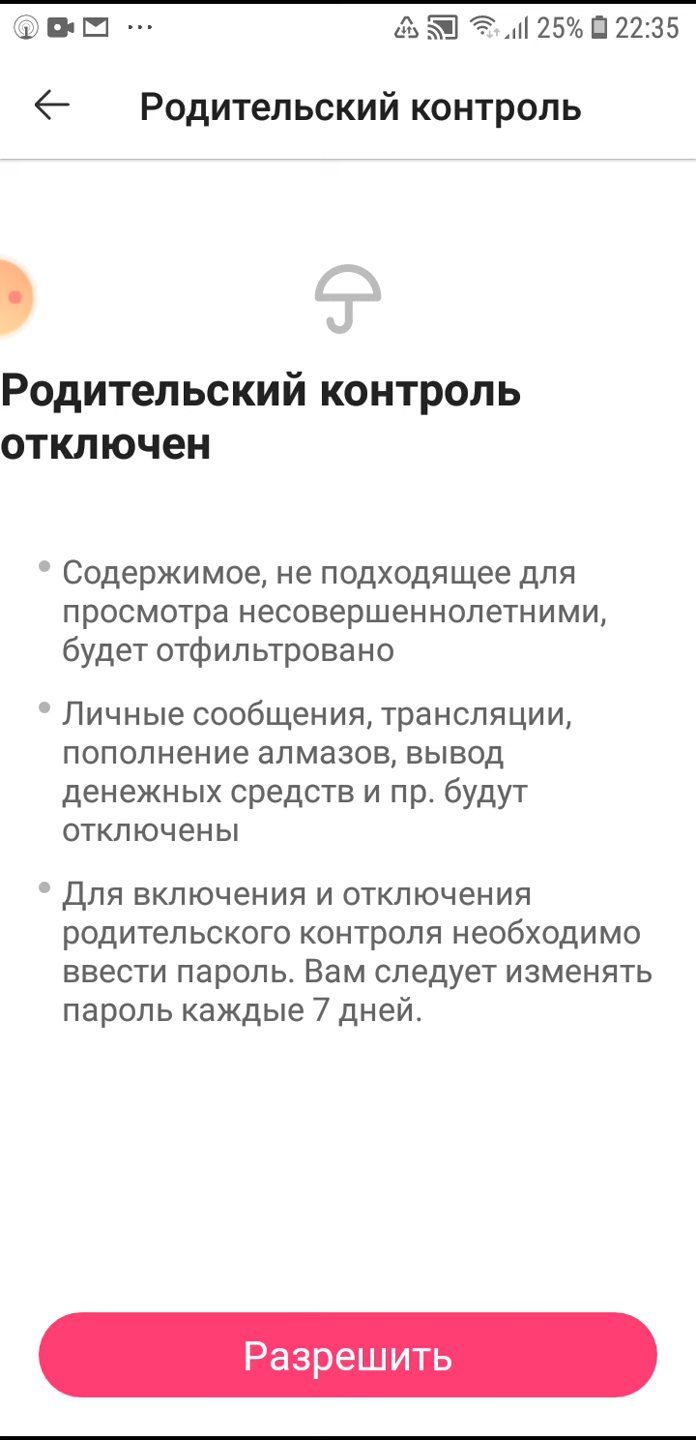 25% 22:35
Родительский контроль
Родительский контроль
отключен
Содержимое, не подходящее для
просмотра несовершеннолетними,
будет отфильтровано
Личные сообщения, трансляции,
пополнение алмазов, вывод
денежных средств и пр. будут
отключены
Для включения и отключения
родительского контроля необходимо
ввести пароль. Вам следует изменять
пароль каждые 7 дней.
Разрешить